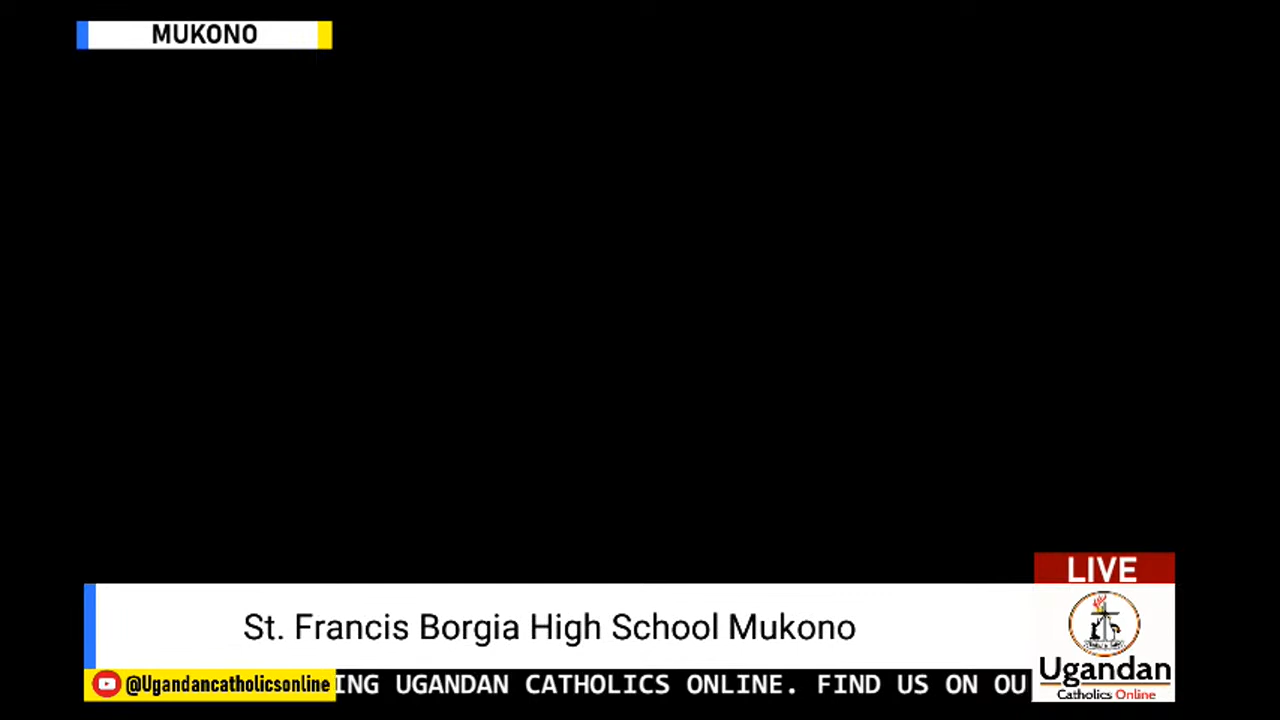 MUKONO
LIVE
St. Francis Borgia High School Mukono
Ugandan
Catholics Online
@Ugandancatholicsonline
ING UGANDAN CATHOLICS ONLINE. FIND US ON OU